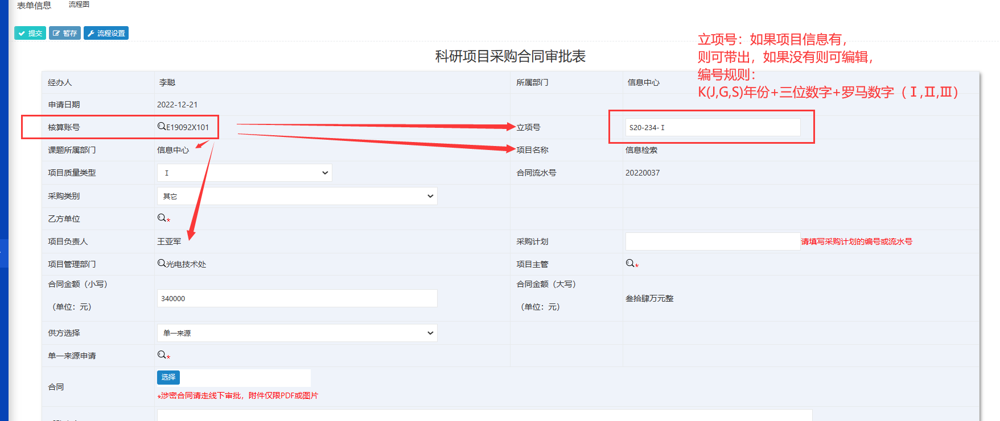 表单信息 流程图
提交 暂存 流程设置
立项号：如果项目信息有，
则可带出，如果没有则可编辑，
编号规则：
K(J,G,S)年份+三位数字+罗马数字（Ⅰ,Ⅱ,Ⅲ）
科研项目采购合同审批表
经办人 李聪 所属部门 信息中心
申请日期 2022-12-21
核算账号 E19092X101 立项号 S20-234-Ⅰ
课题所属部门 信息中心 项目名称 信息检索
项目质量类型 Ⅰ 合同流水号 20220037
采购类别 其它
乙方单位 *
项目负责人 王亚军 采购计划 请填写采购计划的编号或流水号
项目管理部门 光电技术处 项目主管 *
合同金额（小写） 合同金额（大写）
340000 叁拾肆万元整
（单位：元） （单位：元）
供方选择 单一来源
单一来源申请 *
合同 选择
*涉密合同请走线下审批，附件仅限PDF或图片